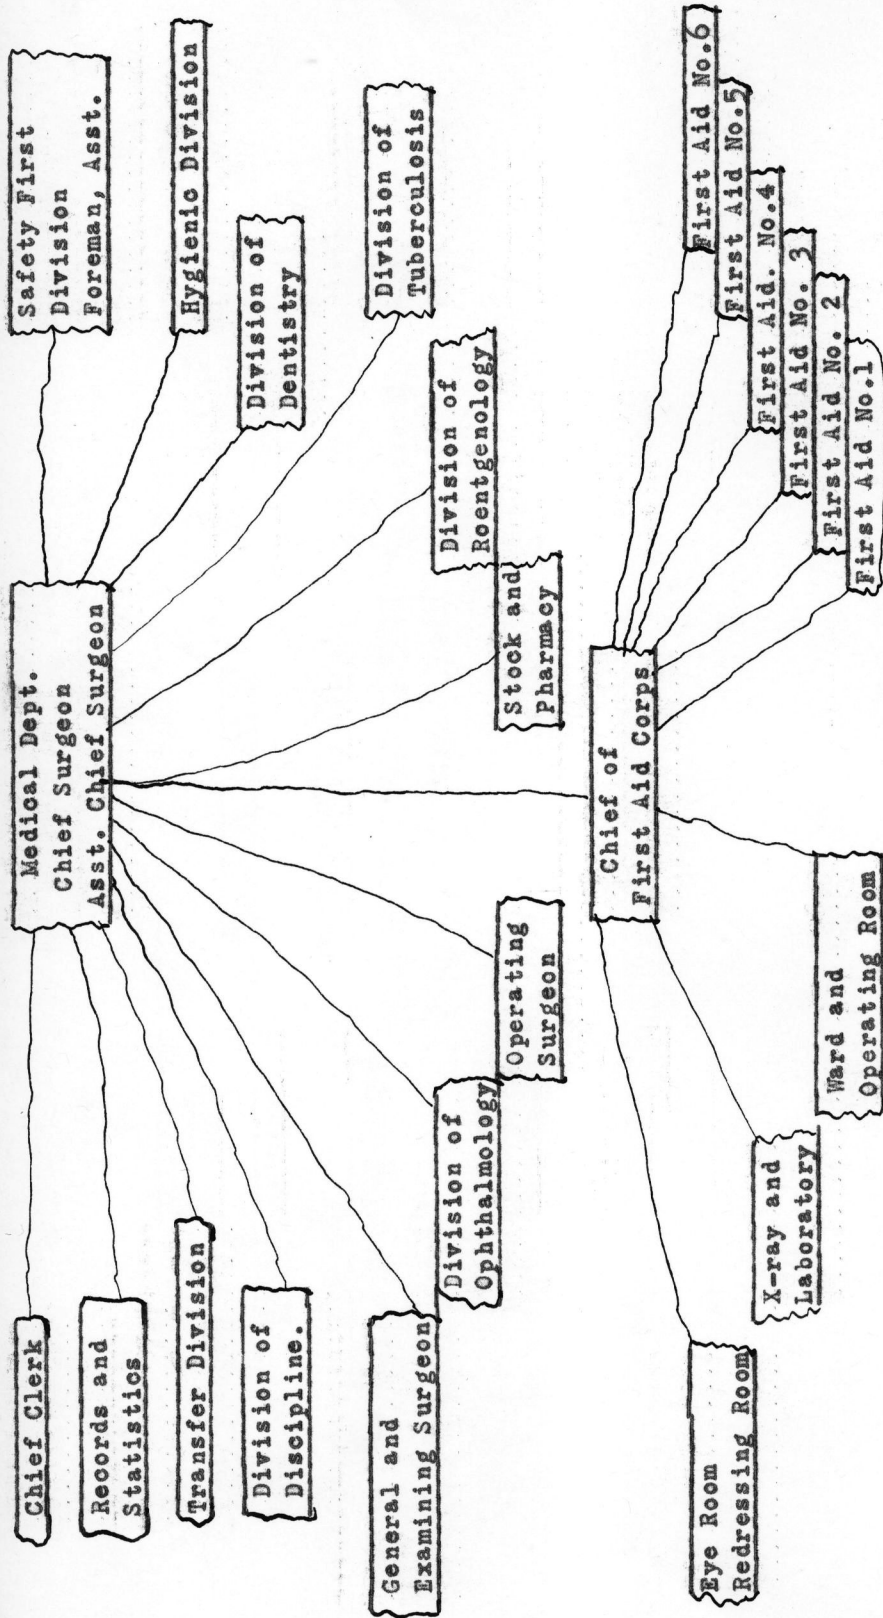 Medical Dept.
Chief Surgeon
Asst. Chief Surgeon
Chief Clerk
Records and
Statistics
Transfer Division
Division of
Discipline.
General and
Examining Surgeon
Division of
Ophthalmology
Operating
Surgeon
Stock and
Pharmacy
Division of
Roentgenology
Division of
Tuberculosis
Division of
Dentistry
Hygienic Division
Safety First
Division
Foreman, Asst.
Chief of
First Aid Corps
Eye Room
Redressing Room
X-ray and
Laboratory
Ward and
Operating Room
First Aid No.1
First Aid No. 2
First Aid No. 3
First Aid. No.4
First Aid No.5
First Aid No.6